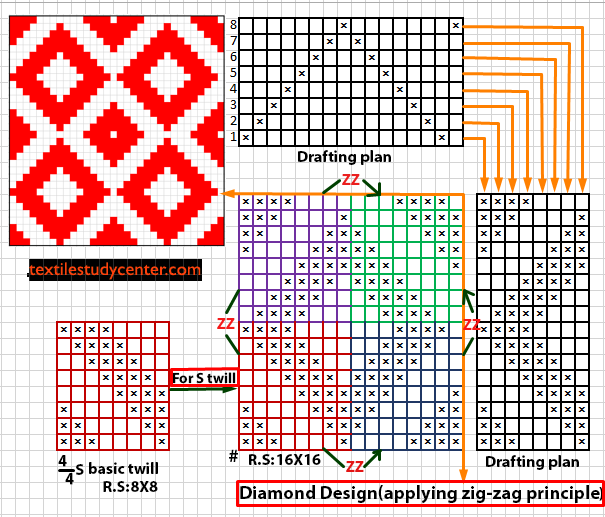 8
7
6
5
4
3
2
1
Drafting plan
ZZ
textilestudycenter.com
ZZ
ZZ
For S twill
4
4 S basic twill
R.S:8X8
# R.S:16X16
ZZ
Drafting plan
Diamond Design(applying zig-zag principle)